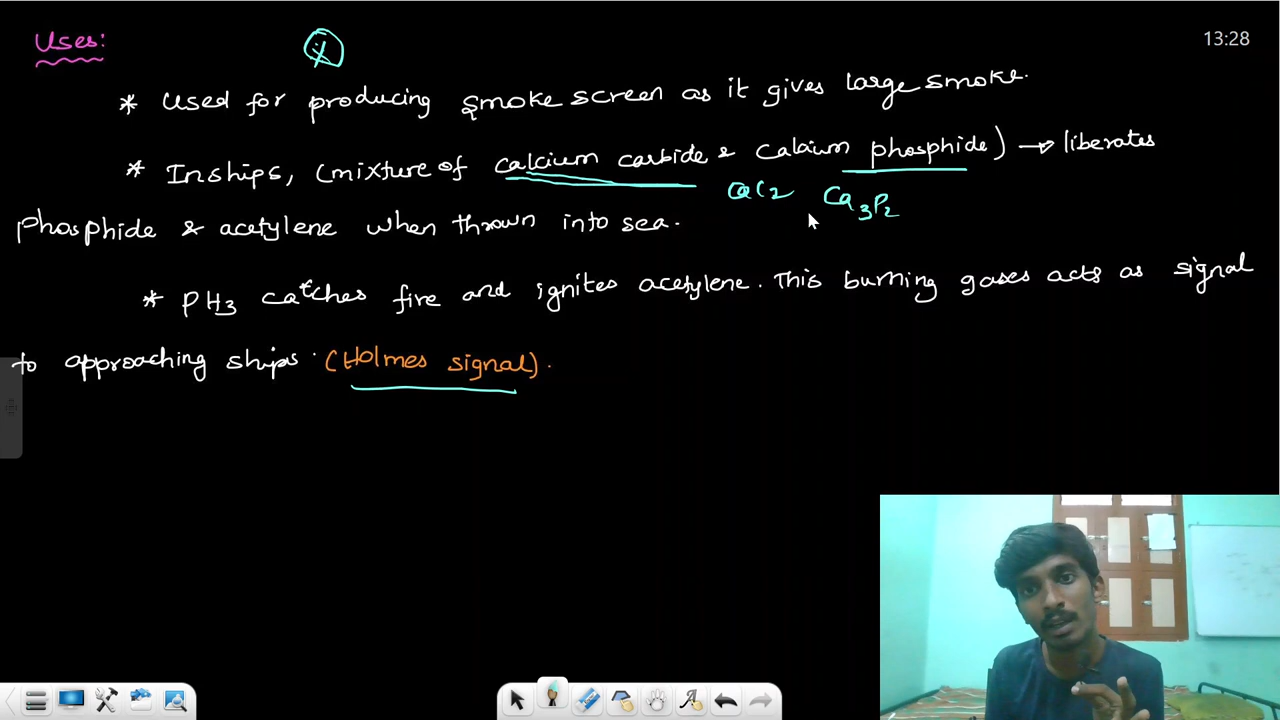 Uses:
13:28
* Used for producing smoke screen as it gives large smoke.
* Inships, (mixture of calcium carbide & calcium phosphide) → liberates
CaC2 Ca3P2
phosphide & acetylene when thrown into sea.
* PH3 catches fire and ignites acetylene. This burning gases acts as signal
to approaching ships. (Holmes signal).